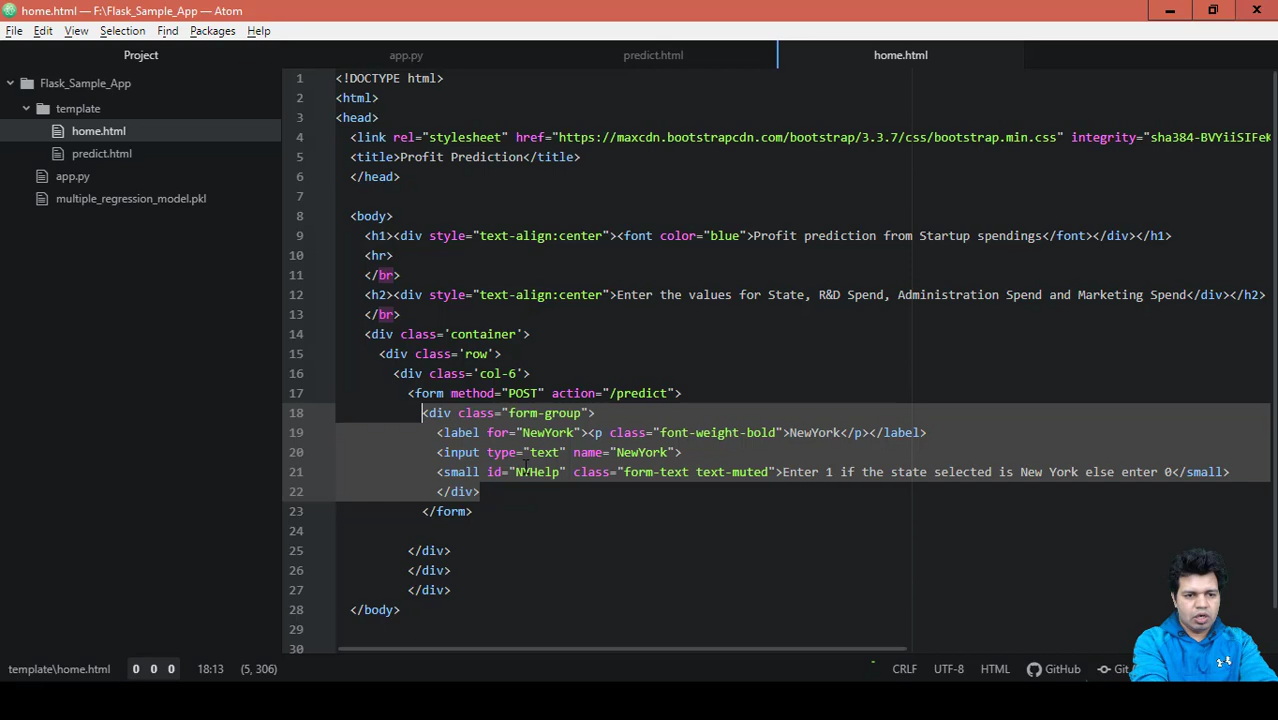 home.html — F:\Flask_Sample_App — Atom
File Edit View Selection Find Packages Help
Project
app.py predict.html home.html
Flask_Sample_App
template
home.html
predict.html
app.py
multiple_regression_model.pkl
1 <!DOCTYPE html>
2 <html>
3 <head>
4 <link rel="stylesheet" href="https://maxcdn.bootstrapcdn.com/bootstrap/3.3.7/css/bootstrap.min.css" integrity="sha384-BVYiiSIFeK
5 <title>Profit Prediction</title>
6 </head>
7
8 <body>
9 <h1><div style="text-align:center"><font color="blue">Profit prediction from Startup spendings</font></div></h1>
10 <hr>
11 </br>
12 <h2><div style="text-align:center">Enter the values for State, R&D Spend, Administration Spend and Marketing Spend</div></h2>
13 </br>
14 <div class='container'>
15 <div class='row'>
16 <div class='col-6'>
17 <form method="POST" action="/predict">
18 <div class="form-group">
19 <label for="NewYork"><p class="font-weight-bold">NewYork</p></label>
20 <input type="text" name="NewYork">
21 <small id="NYHelp" class="form-text text-muted">Enter 1 if the state selected is New York else enter 0</small>
22 </div>
23 </form>
24
25 </div>
26 </div>
27 </div>
28 </body>
29
30
template\home.html 0 0 0 18:13 (5, 306) CRLF UTF-8 HTML GitHub